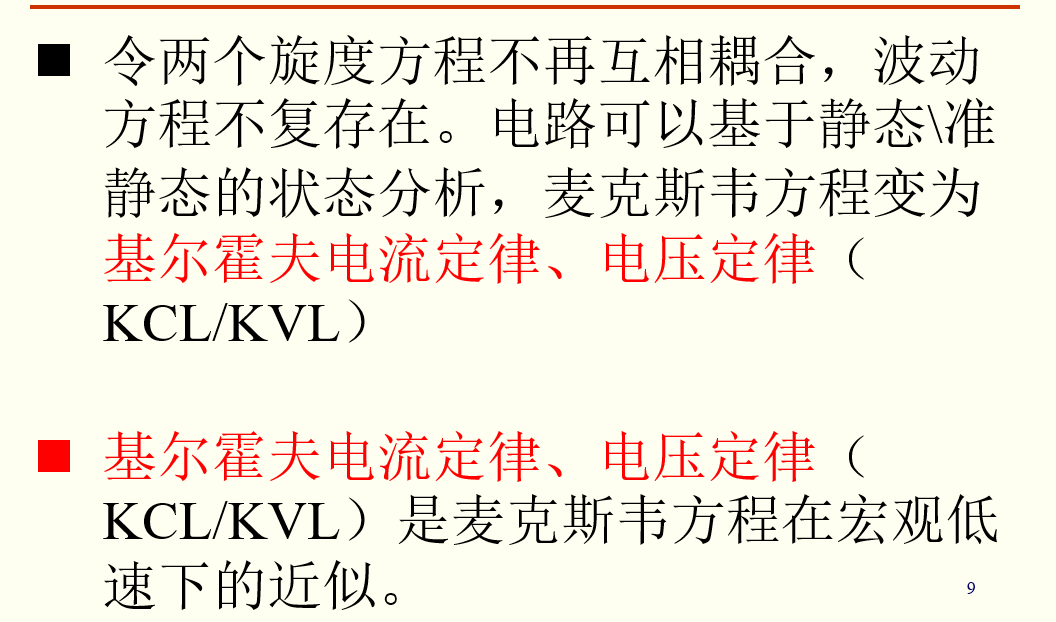 令两个旋度方程不再互相耦合，波动
方程不复存在。电路可以基于静态\准
静态的状态分析，麦克斯韦方程变为
基尔霍夫电流定律、电压定律（
KCL/KVL）
基尔霍夫电流定律、电压定律（
KCL/KVL）是麦克斯韦方程在宏观低
速下的近似。
9